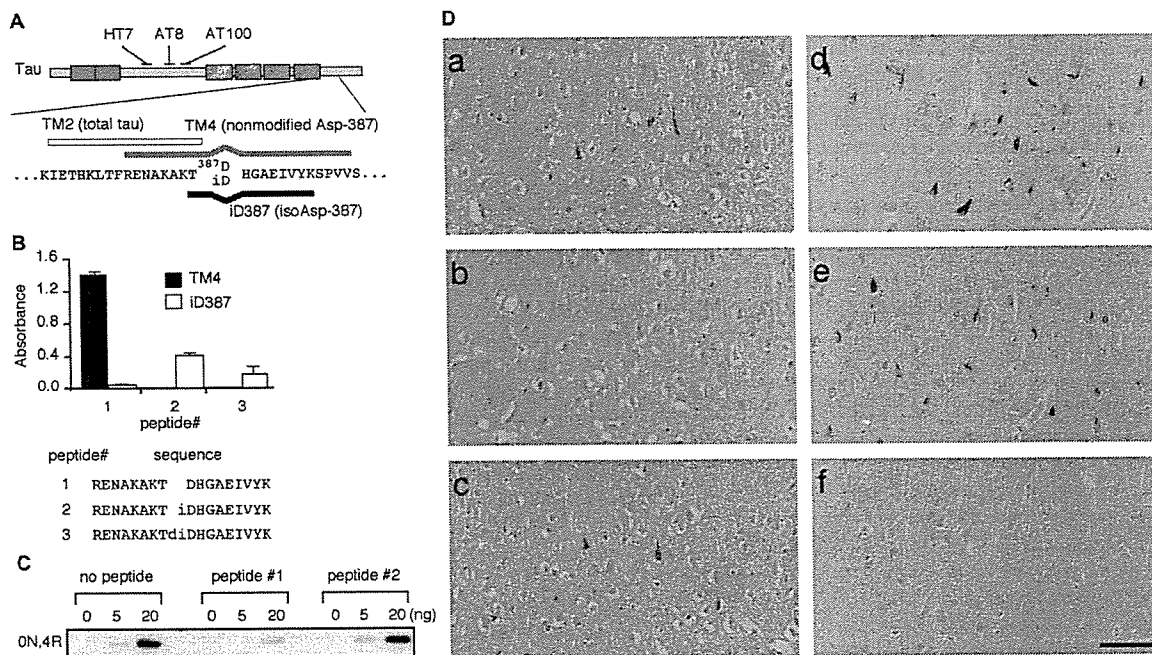 A
HT7 AT8 AT100
Tau
TM2 (total tau) TM4 (nonmodified Asp-387)
...KIETHKLTFRENAKAKT 387D HGAEIVYKSPVVS...
iD
iD387 (isoAsp-387)
B
1.6
1.2
0.8
0.4
0.0
Absorbance
TM4
iD387
1 2 3
peptide#
peptide# sequence
1 RENAKAKT DHGAEIVYK
2 RENAKAKT iDHGAEIVYK
3 RENAKAKTdiDHGAEIVYK
C
no peptide peptide #1 peptide #2
0 5 20 0 5 20 0 5 20 (ng)
0N,4R
D
a
b
c
d
e
f